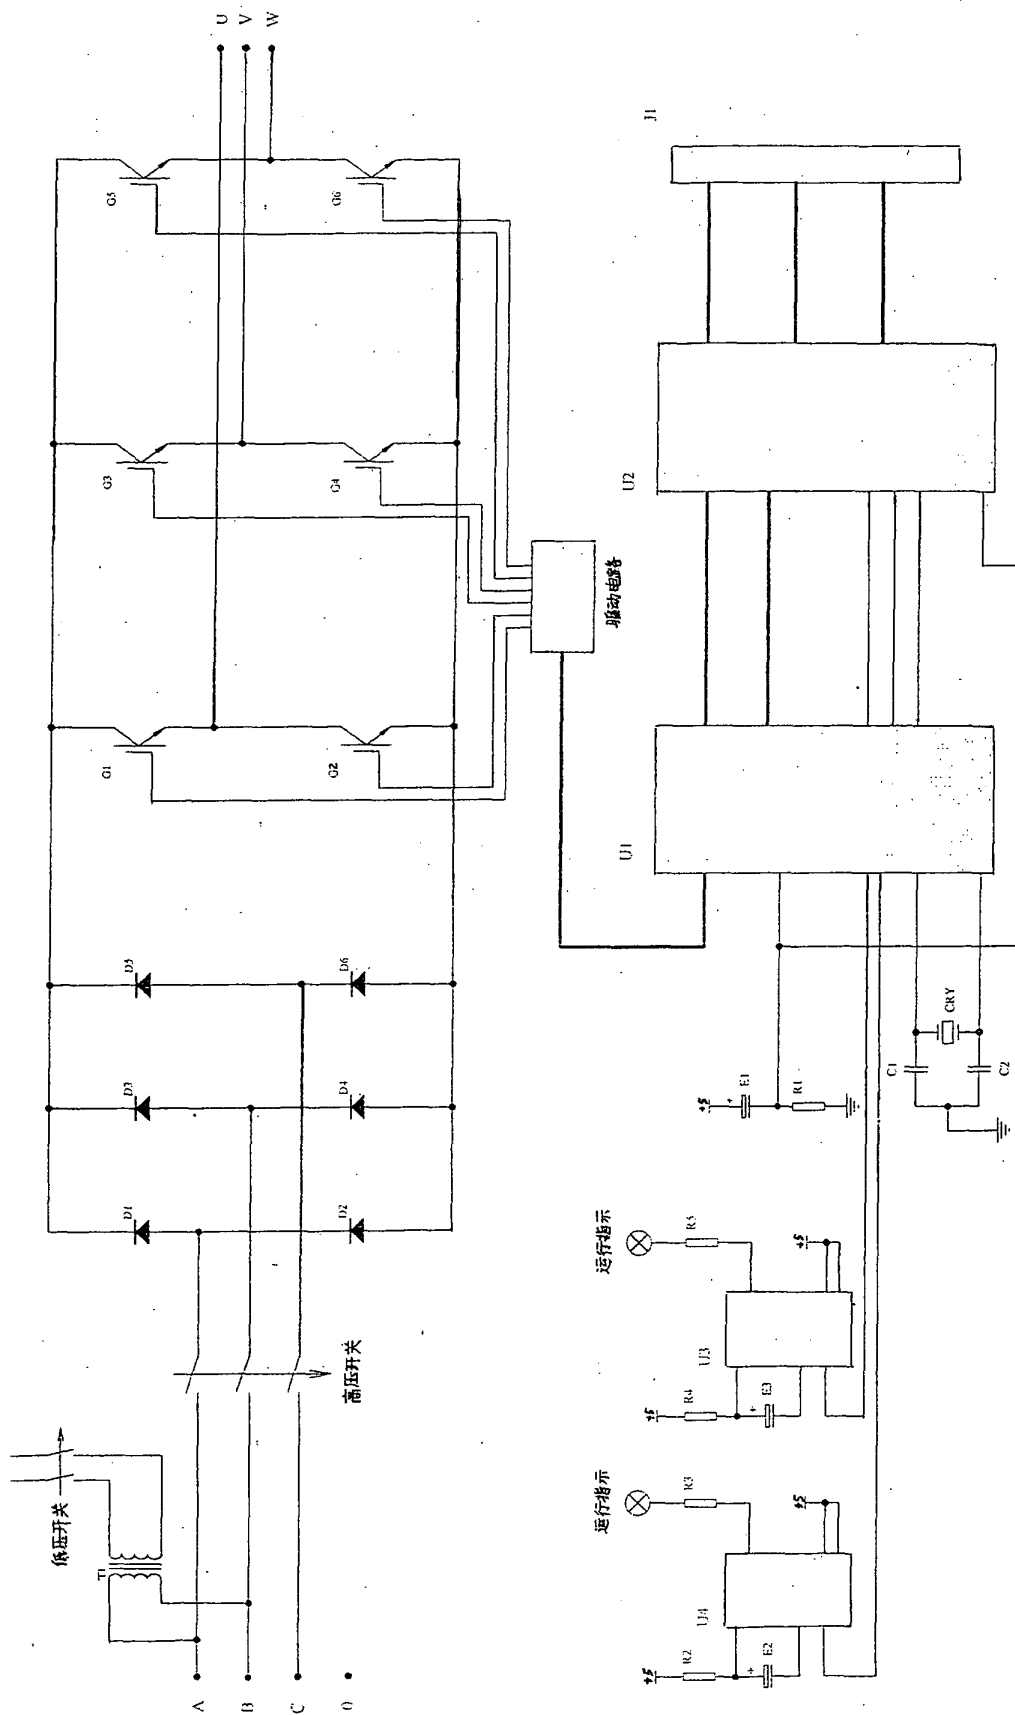 U
V
W
G5
G6
G3
G4
G1
G2
驱动电路
D5
D6
D3
D4
D1
D2
高压开关
低压开关
T1
A
B
C
0
J1
U2
U1
CRY
C1
C2
+5
E1
+
R1
运行指示
R5
+5
U3
+5
R4
E3
+
运行指示
R3
+5
U4
+5
R2
E2
+